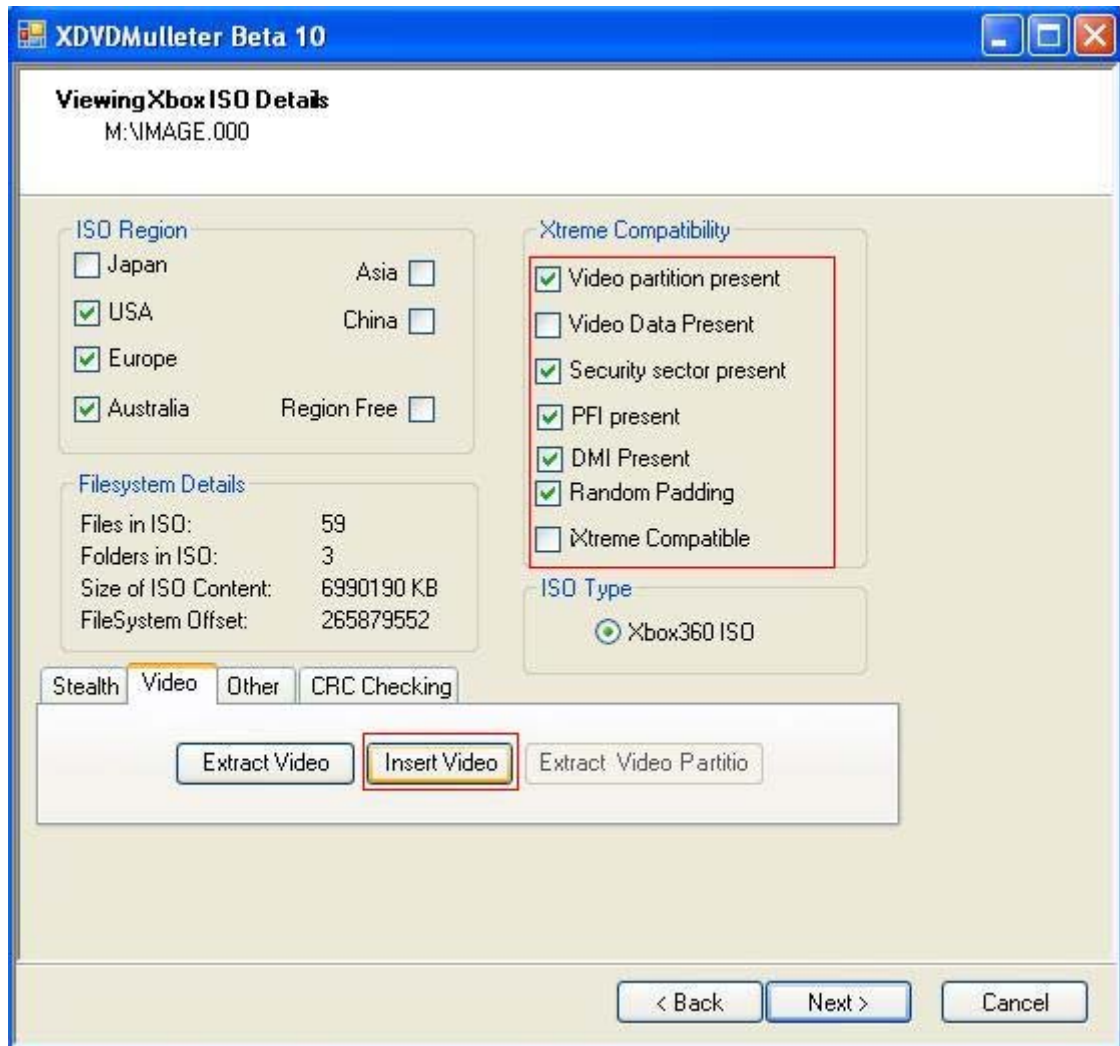 XDVDMulleter Beta 10
Viewing Xbox ISO Details
M:\IMAGE.000
ISO Region
Japan
Asia
USA
China
Europe
Australia
Region Free
Xtreme Compatibility
Video partition present
Video Data Present
Security sector present
PFI present
DMI Present
Random Padding
iXtreme Compatible
Filesystem Details
Files in ISO: 59
Folders in ISO: 3
Size of ISO Content: 6990190 KB
FileSystem Offset: 265879552
ISO Type
Xbox360 ISO
Stealth Video Other CRC Checking
Extract Video Insert Video Extract Video Partitio
< Back Next > Cancel